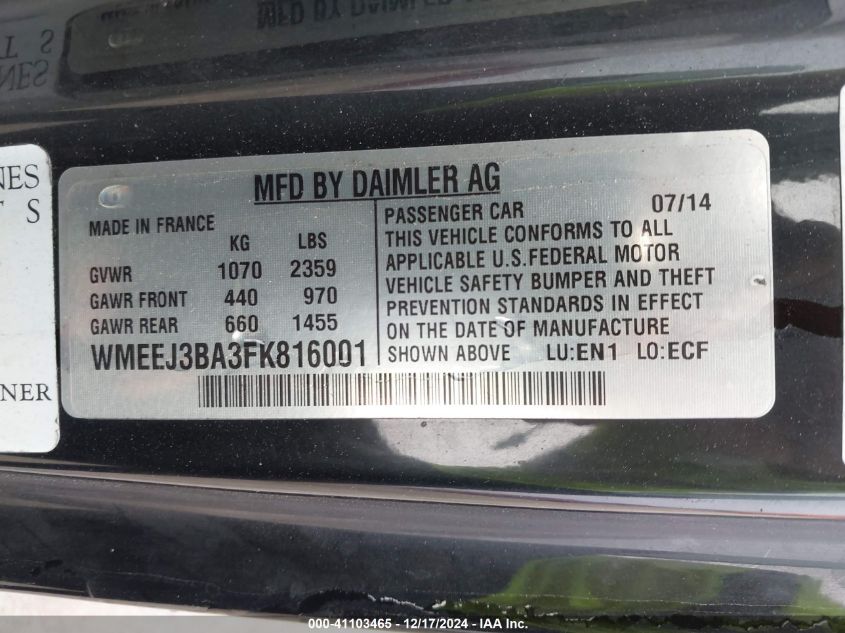 MFD BY DAIMLER AG
MADE IN FRANCE
KG LBS
GVWR 1070 2359
GAWR FRONT 440 970
GAWR REAR 660 1455
WMEEJ3BA3FK816001
PASSENGER CAR 07/14
THIS VEHICLE CONFORMS TO ALL
APPLICABLE U.S.FEDERAL MOTOR
VEHICLE SAFETY BUMPER AND THEFT
PREVENTION STANDARDS IN EFFECT
ON THE DATE OF MANUFACTURE
SHOWN ABOVE LU:EN1 LO:ECF
NES
T S
NER
000-41103465 - 12/17/2024 - IAA Inc.